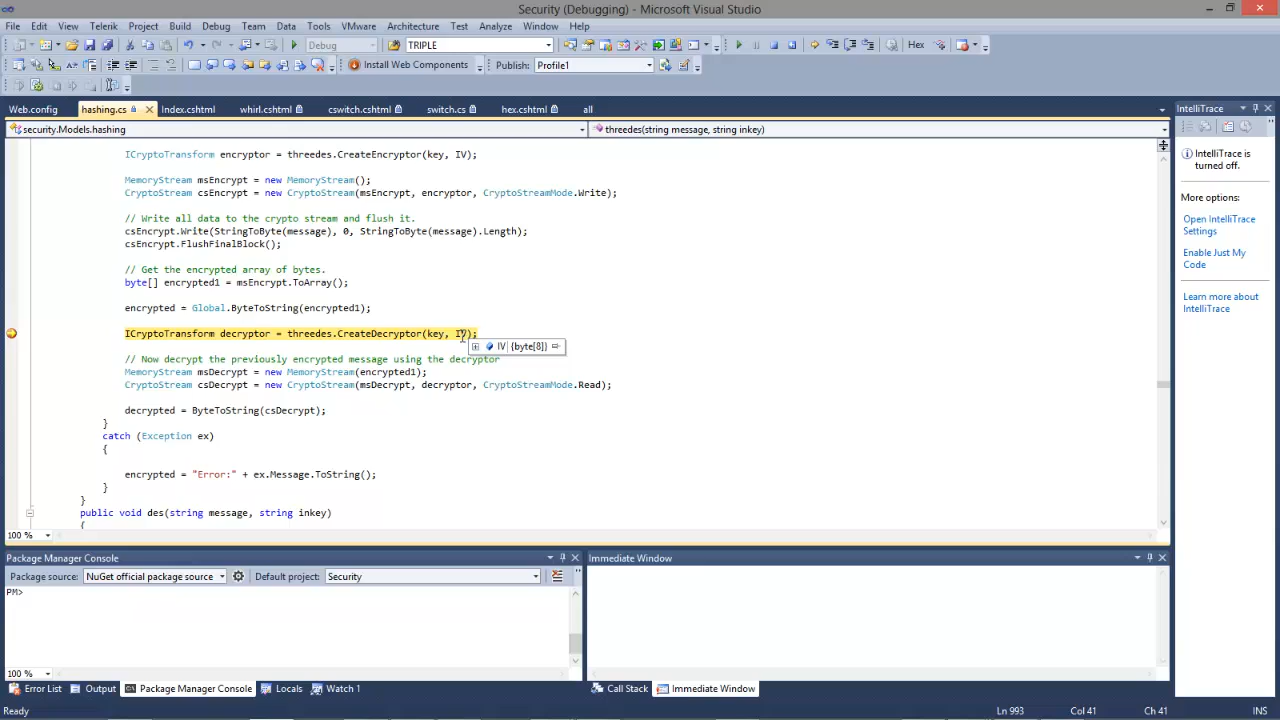 Security (Debugging) - Microsoft Visual Studio
File Edit View Telerik Project Build Debug Team Data Tools VMware Architecture Test Analyze Window Help
Debug TRIPLE Hex
Install Web Components Publish: Profile1
Web.config hashing.cs Index.cshtml whirl.cshtml cswitch.cshtml switch.cs hex.cshtml all
security.Models.hashing threedes(string message, string inkey)
ICryptoTransform encryptor = threedes.CreateEncryptor(key, IV);
MemoryStream msEncrypt = new MemoryStream();
CryptoStream csEncrypt = new CryptoStream(msEncrypt, encryptor, CryptoStreamMode.Write);
// Write all data to the crypto stream and flush it.
csEncrypt.Write(StringToByte(message), 0, StringToByte(message).Length);
csEncrypt.FlushFinalBlock();
// Get the encrypted array of bytes.
byte[] encrypted1 = msEncrypt.ToArray();
encrypted = Global.ByteToString(encrypted1);
ICryptoTransform decryptor = threedes.CreateDecryptor(key, IV);
IV {byte[8]}
// Now decrypt the previously encrypted message using the decryptor
MemoryStream msDecrypt = new MemoryStream(encrypted1);
CryptoStream csDecrypt = new CryptoStream(msDecrypt, decryptor, CryptoStreamMode.Read);
decrypted = ByteToString(csDecrypt);
}
catch (Exception ex)
{
encrypted = "Error:" + ex.Message.ToString();
}
}
public void des(string message, string inkey)
{
100 %
IntelliTrace
IntelliTrace is
turned off.
More options:
Open IntelliTrace
Settings
Enable Just My
Code
Learn more about
IntelliTrace
Package Manager Console
Package source: NuGet official package source Default project: Security
PM>
100 %
Immediate Window
Error List Output Package Manager Console Locals Watch 1 Call Stack Immediate Window
Ready Ln 993 Col 41 Ch 41 INS